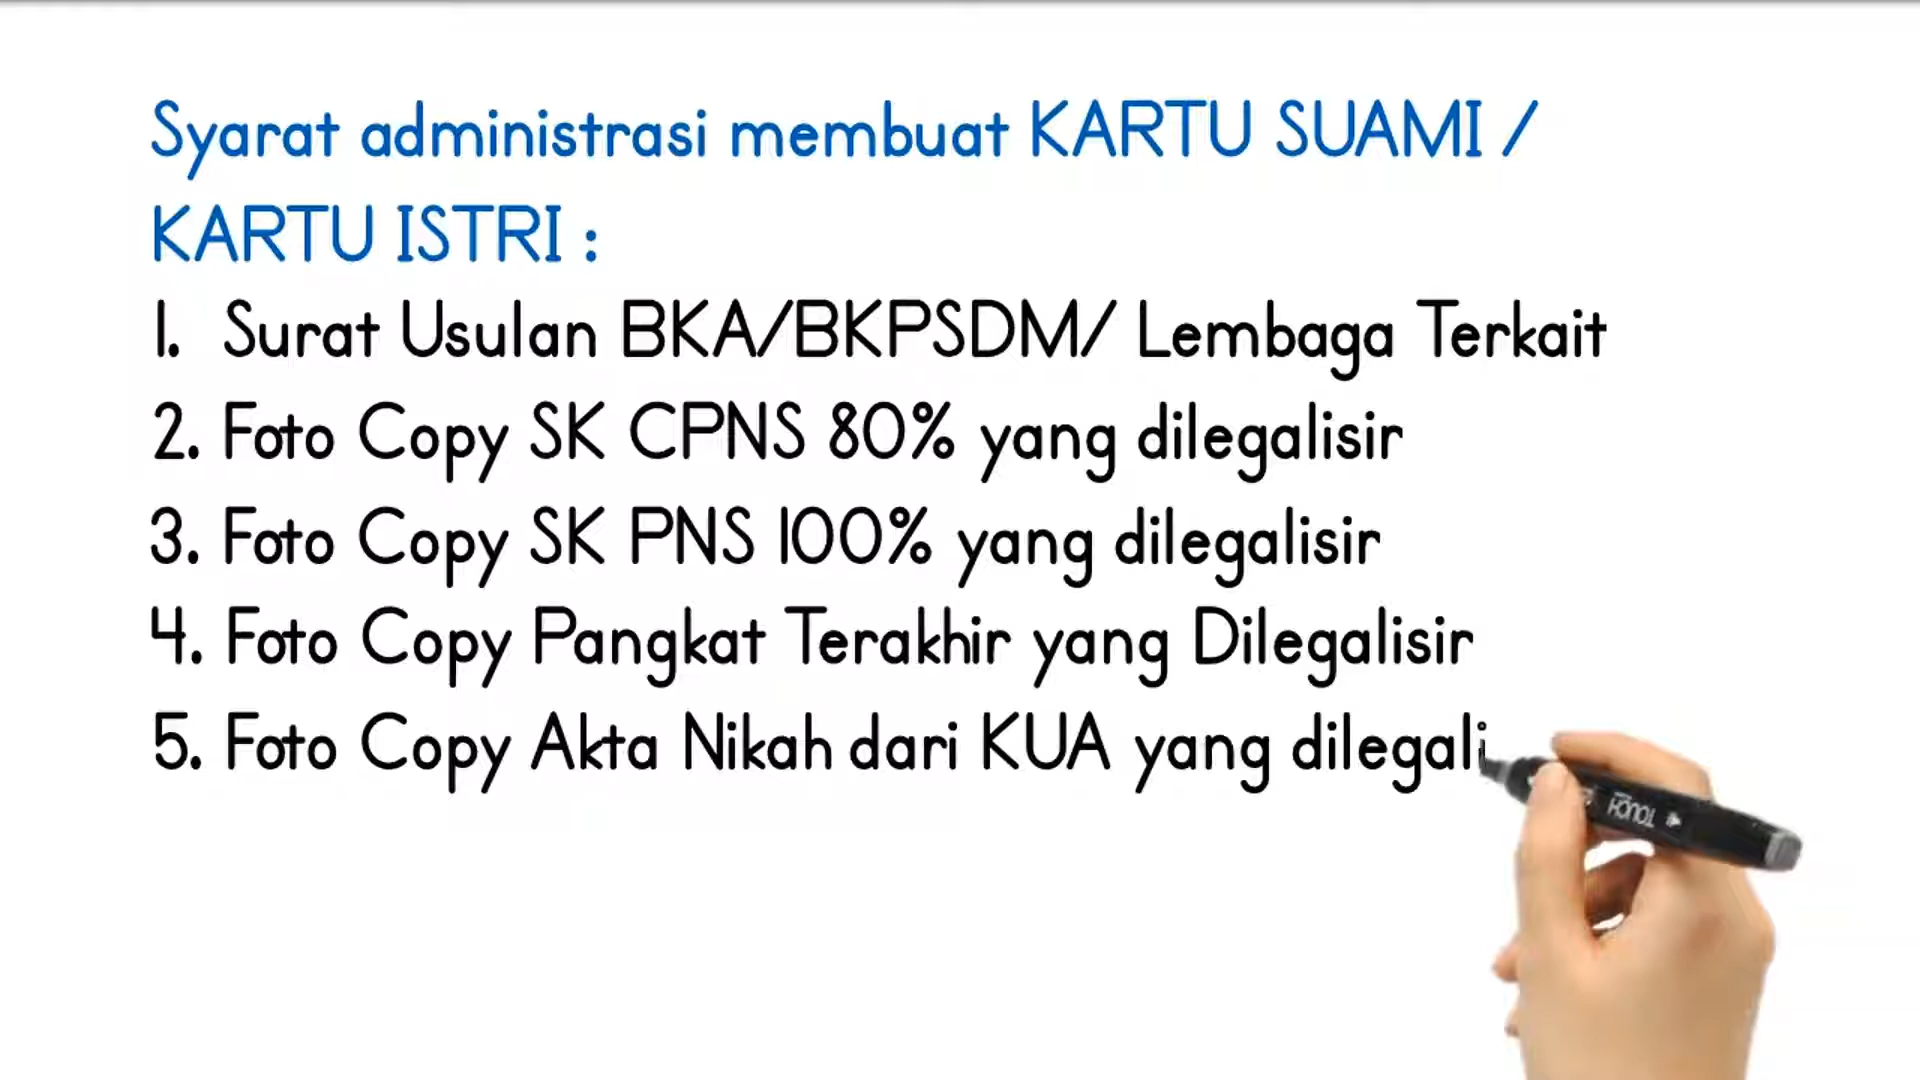 Syarat administrasi membuat KARTU SUAMI /
KARTU ISTRI :
1. Surat Usulan BKA/BKPSDM/ Lembaga Terkait
2. Foto Copy SK CPNS 80% yang dilegalisir
3. Foto Copy SK PNS 100% yang dilegalisir
4. Foto Copy Pangkat Terakhir yang Dilegalisir
5. Foto Copy Akta Nikah dari KUA yang dilegali
TOUCH